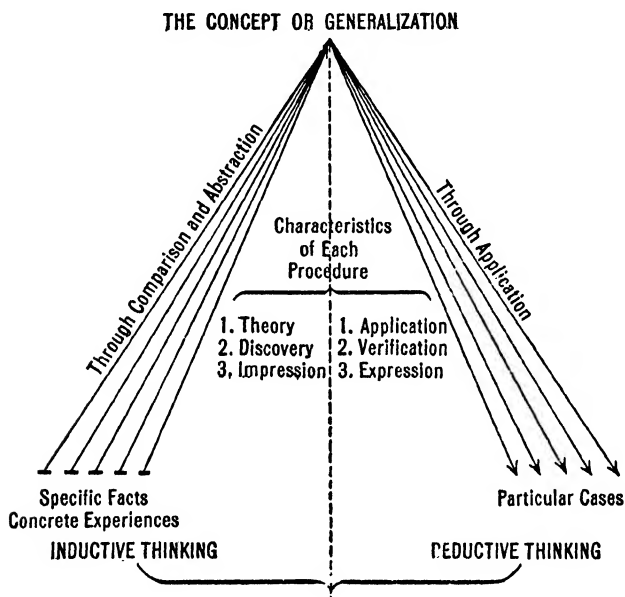 THE CONCEPT OR GENERALIZATION
Through Comparison and Abstraction
Through Application
Characteristics
of Each
Procedure
1. Theory
2. Discovery
3, Impression
1. Application
2. Verification
3. Expression
Specific Facts
Concrete Experiences
Particular Cases
INDUCTIVE THINKING
DEDUCTIVE THINKING